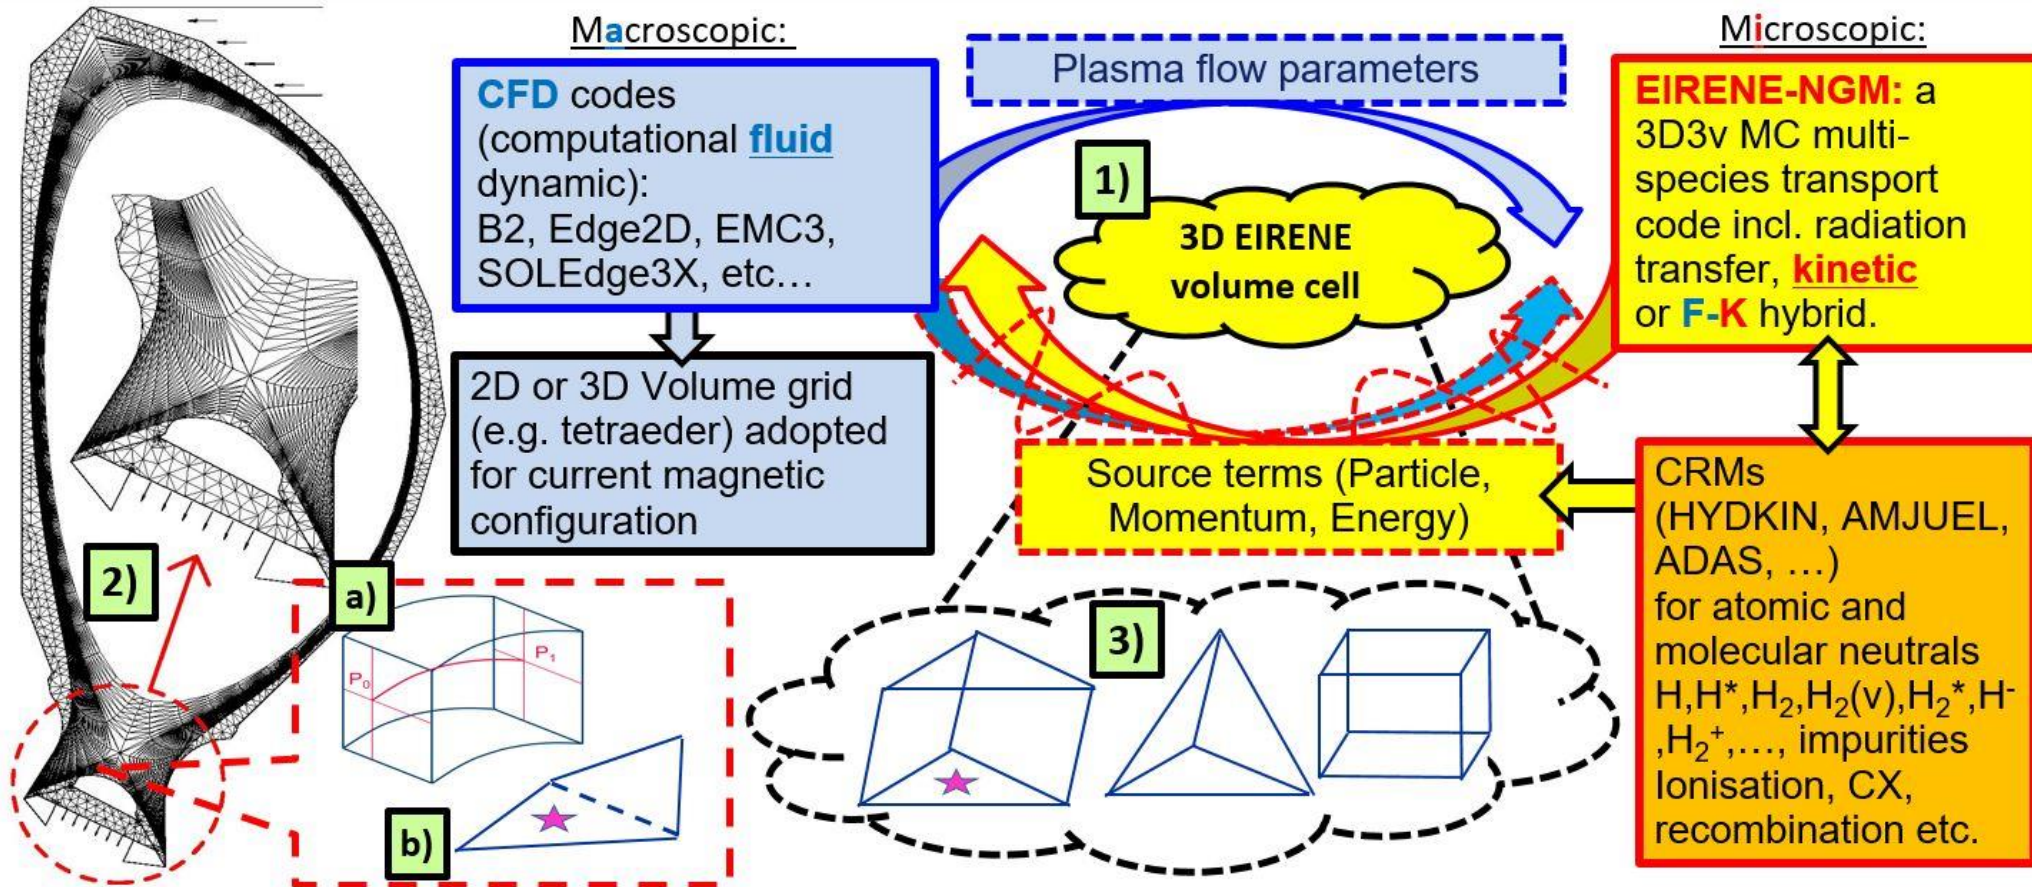 Macroscopic:
CFD codes
(computational fluid
dynamic):
B2, Edge2D, EMC3,
SOLEdge3X, etc…
2D or 3D Volume grid
(e.g. tetraeder) adopted
for current magnetic
configuration
Plasma flow parameters
1)
3D EIRENE
volume cell
Source terms (Particle,
Momentum, Energy)
Microscopic:
EIRENE-NGM: a
3D3v MC multi-
species transport
code incl. radiation
transfer, kinetic
or F-K hybrid.
CRMs
(HYDKIN, AMJUEL,
ADAS, …)
for atomic and
molecular neutrals
H,H*,H₂,H₂(v),H₂*,H⁻
,H₂⁺,…, impurities
Ionisation, CX,
recombination etc.
2)
a)
P₀
P₁
b)
3)